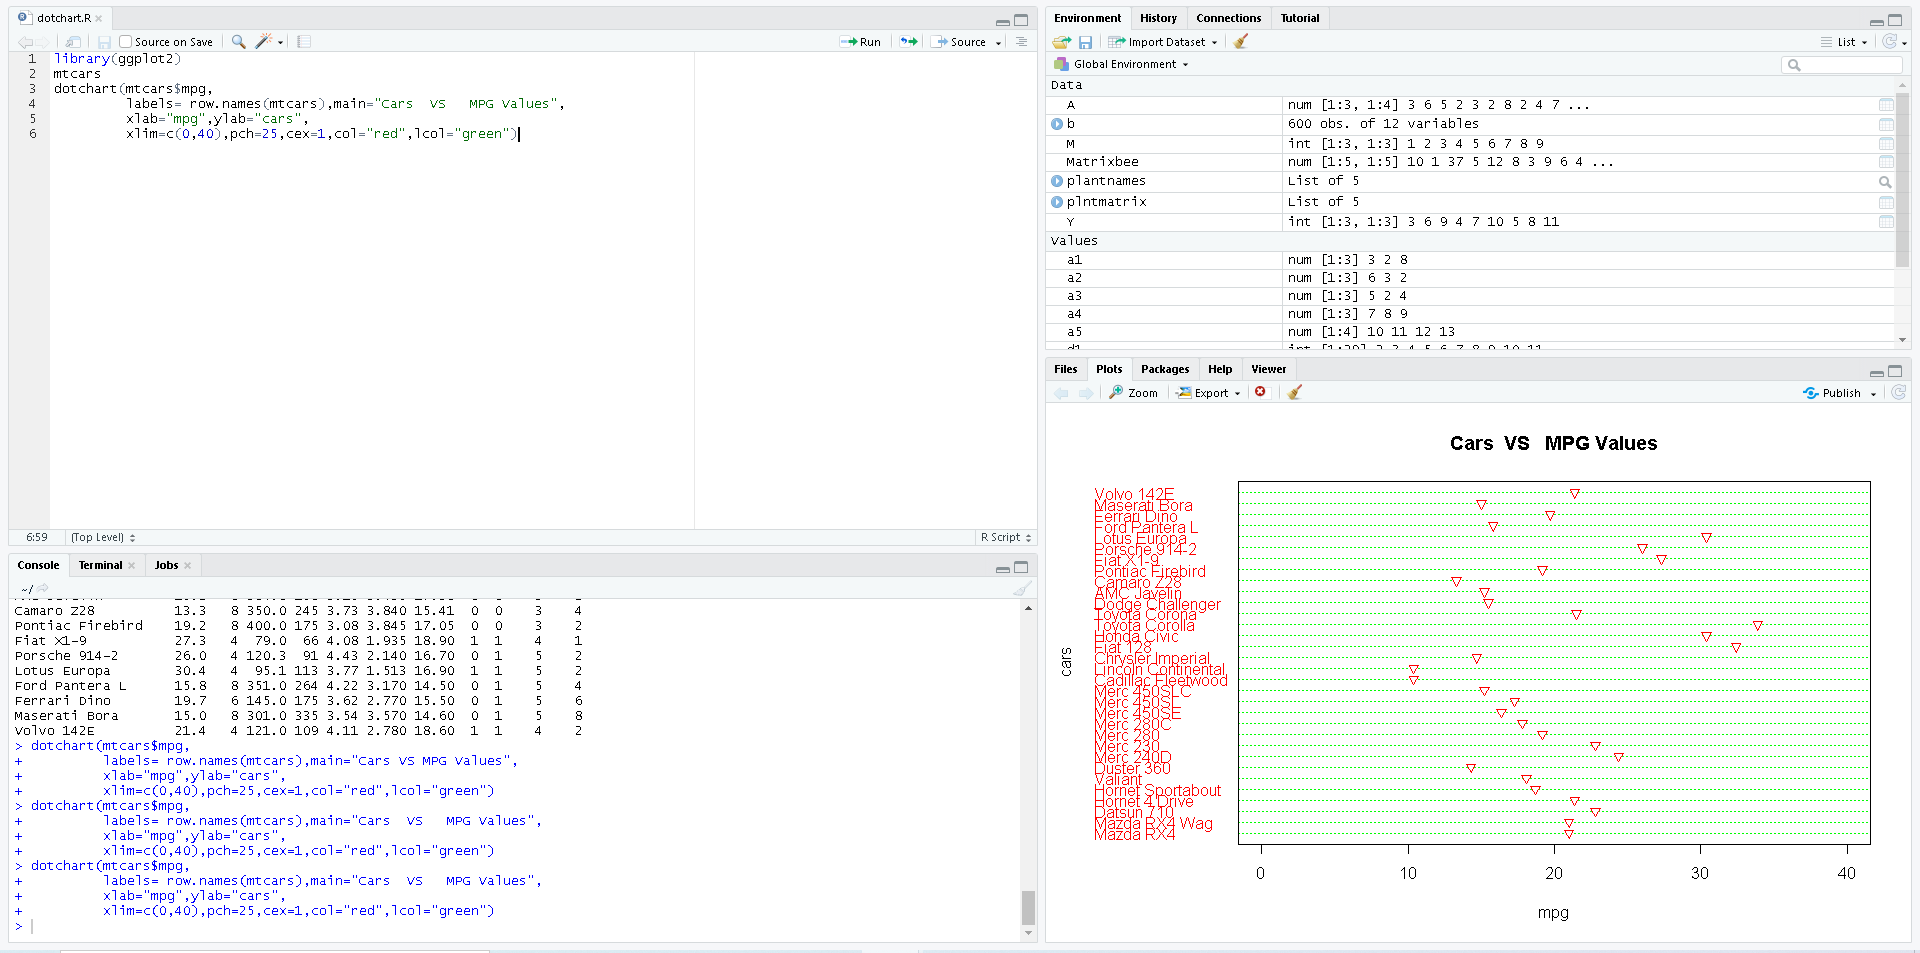 dotchart.R
Source on Save
Run
Source
1 library(ggplot2)
2 mtcars
3 dotchart(mtcars$mpg,
4 labels= row.names(mtcars),main="Cars  VS   MPG Values",
5 xlab="mpg",ylab="cars",
6 xlim=c(0,40),pch=25,cex=1,col="red",lcol="green")
6:59 (Top Level) R Script
Console Terminal Jobs
~/
Camaro Z28 13.3 8 350.0 245 3.73 3.840 15.41 0 0 3 4
Pontiac Firebird 19.2 8 400.0 175 3.08 3.845 17.05 0 0 3 2
Fiat X1-9 27.3 4 79.0 66 4.08 1.935 18.90 1 1 4 1
Porsche 914-2 26.0 4 120.3 91 4.43 2.140 16.70 0 1 5 2
Lotus Europa 30.4 4 95.1 113 3.77 1.513 16.90 1 1 5 2
Ford Pantera L 15.8 8 351.0 264 4.22 3.170 14.50 0 1 5 4
Ferrari Dino 19.7 6 145.0 175 3.62 2.770 15.50 0 1 5 6
Maserati Bora 15.0 8 301.0 335 3.54 3.570 14.60 0 1 5 8
Volvo 142E 21.4 4 121.0 109 4.11 2.780 18.60 1 1 4 2
> dotchart(mtcars$mpg,
+ labels= row.names(mtcars),main="Cars VS MPG Values",
+ xlab="mpg",ylab="cars",
+ xlim=c(0,40),pch=25,cex=1,col="red",lcol="green")
> dotchart(mtcars$mpg,
+ labels= row.names(mtcars),main="Cars  VS   MPG Values",
+ xlab="mpg",ylab="cars",
+ xlim=c(0,40),pch=25,cex=1,col="red",lcol="green")
> dotchart(mtcars$mpg,
+ labels= row.names(mtcars),main="Cars  VS   MPG Values",
+ xlab="mpg",ylab="cars"
+ xlim=c(0,40),pch=25,cex=1,col="red",lcol="green")
>
Environment History Connections Tutorial
Import Dataset List
Global Environment
Data
A num [1:3, 1:4] 3 6 5 2 3 2 8 2 4 7 ...
b 600 obs. of 12 variables
M int [1:3, 1:3] 1 2 3 4 5 6 7 8 9
Matrixbee num [1:5, 1:5] 10 1 37 5 12 8 3 9 6 4 ...
plantnames List of 5
plntmatrix List of 5
Y int [1:3, 1:3] 3 6 9 4 7 10 5 8 11
Values
a1 num [1:3] 3 2 8
a2 num [1:3] 6 3 2
a3 num [1:3] 5 2 4
a4 num [1:3] 7 8 9
a5 num [1:4] 10 11 12 13
Files Plots Packages Help Viewer
Zoom Export Publish
Cars  VS   MPG Values
Volvo 142E
Maserati Bora
Ferrari Dino
Ford Pantera L
Lotus Europa
Porsche 914-2
Fiat X1-9
Pontiac Firebird
Camaro Z28
AMC Javelin
Dodge Challenger
Toyota Corona
Toyota Corolla
Honda Civic
Fiat 128
Chrysler Imperial
Lincoln Continental
Cadillac Fleetwood
Merc 450SLC
Merc 450SL
Merc 450SE
Merc 280C
Merc 280
Merc 230
Merc 240D
Duster 360
Valiant
Hornet Sportabout
Hornet 4 Drive
Datsun 710
Mazda RX4 Wag
Mazda RX4
cars
0 10 20 30 40
mpg